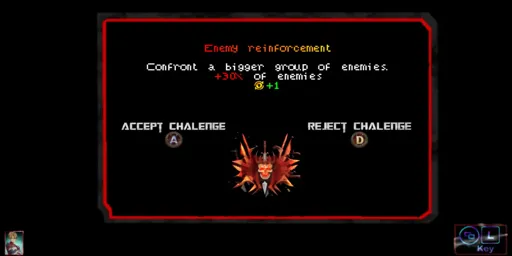 Enemy reinforcement
Confront a bigger group of enemies.
+30% of enemies
+1
ACCEPT CHALENGE
REJECT CHALENGE
A
D
L
Key